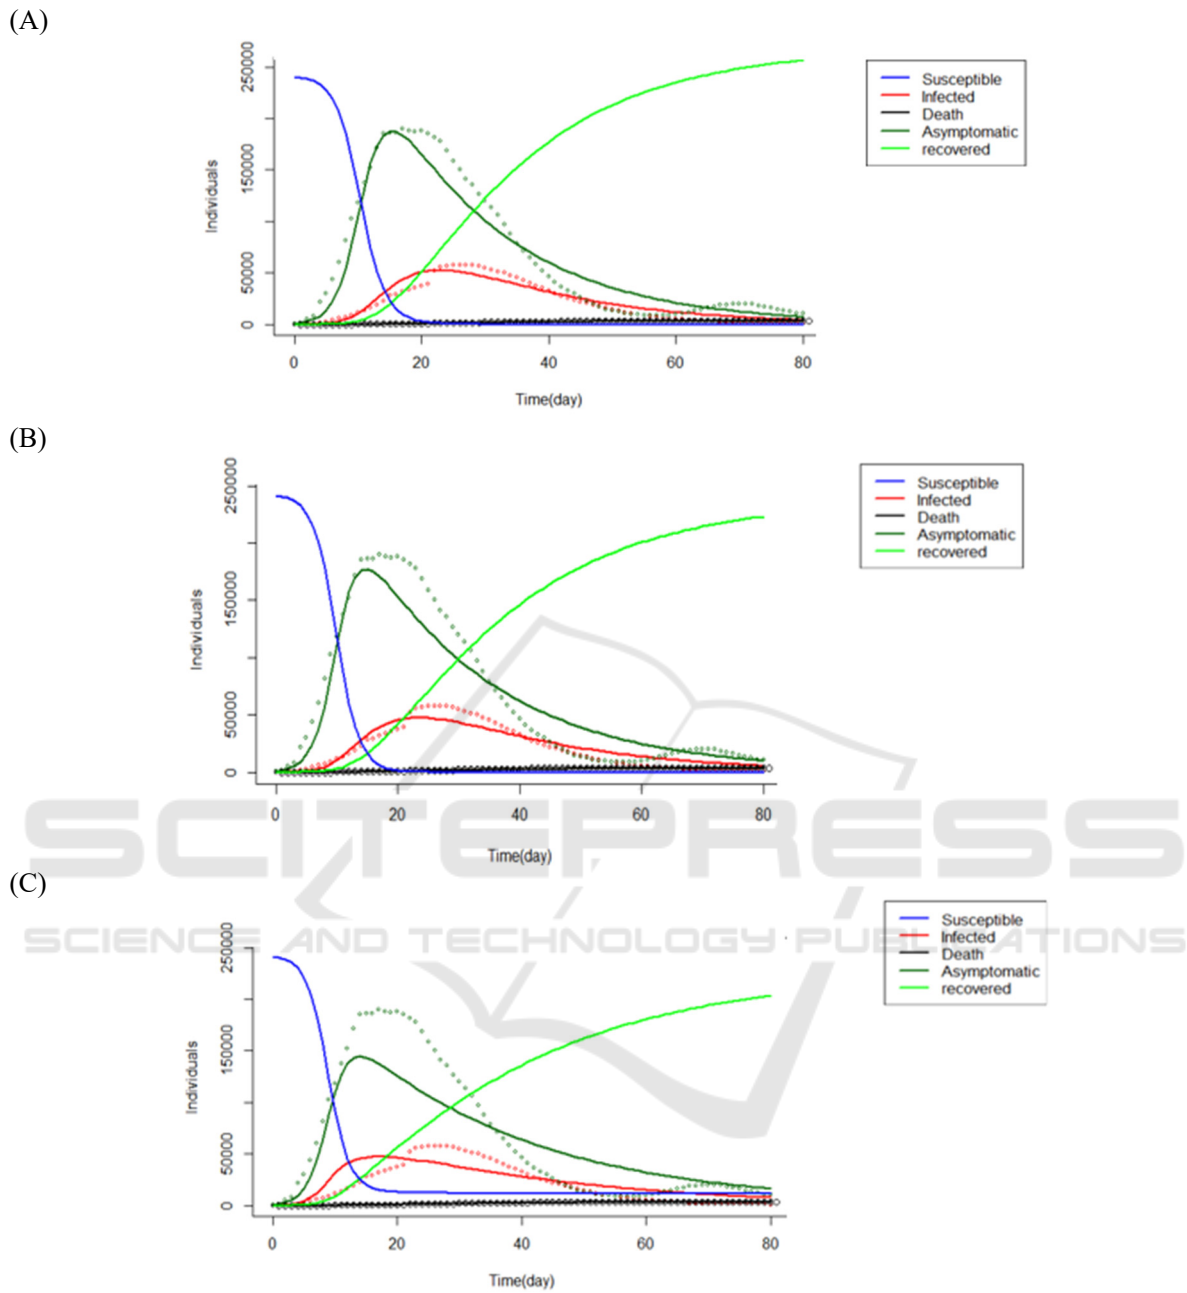 (A)
250000
150000
50000
0
Individuals
0 20 40 60 80
Time(day)
Susceptible
Infected
Death
Asymptomatic
recovered
(B)
250000
150000
50000
0
Individuals
0 20 40 60 80
Time(day)
Susceptible
Infected
Death
Asymptomatic
recovered
SCITEPRESS
(C)
SCIENCE AND TECHNOLOGY PUBLICATIONS
250000
150000
50000
0
Individuals
0 20 40 60 80
Time(day)
Susceptible
Infected
Death
Asymptomatic
recovered